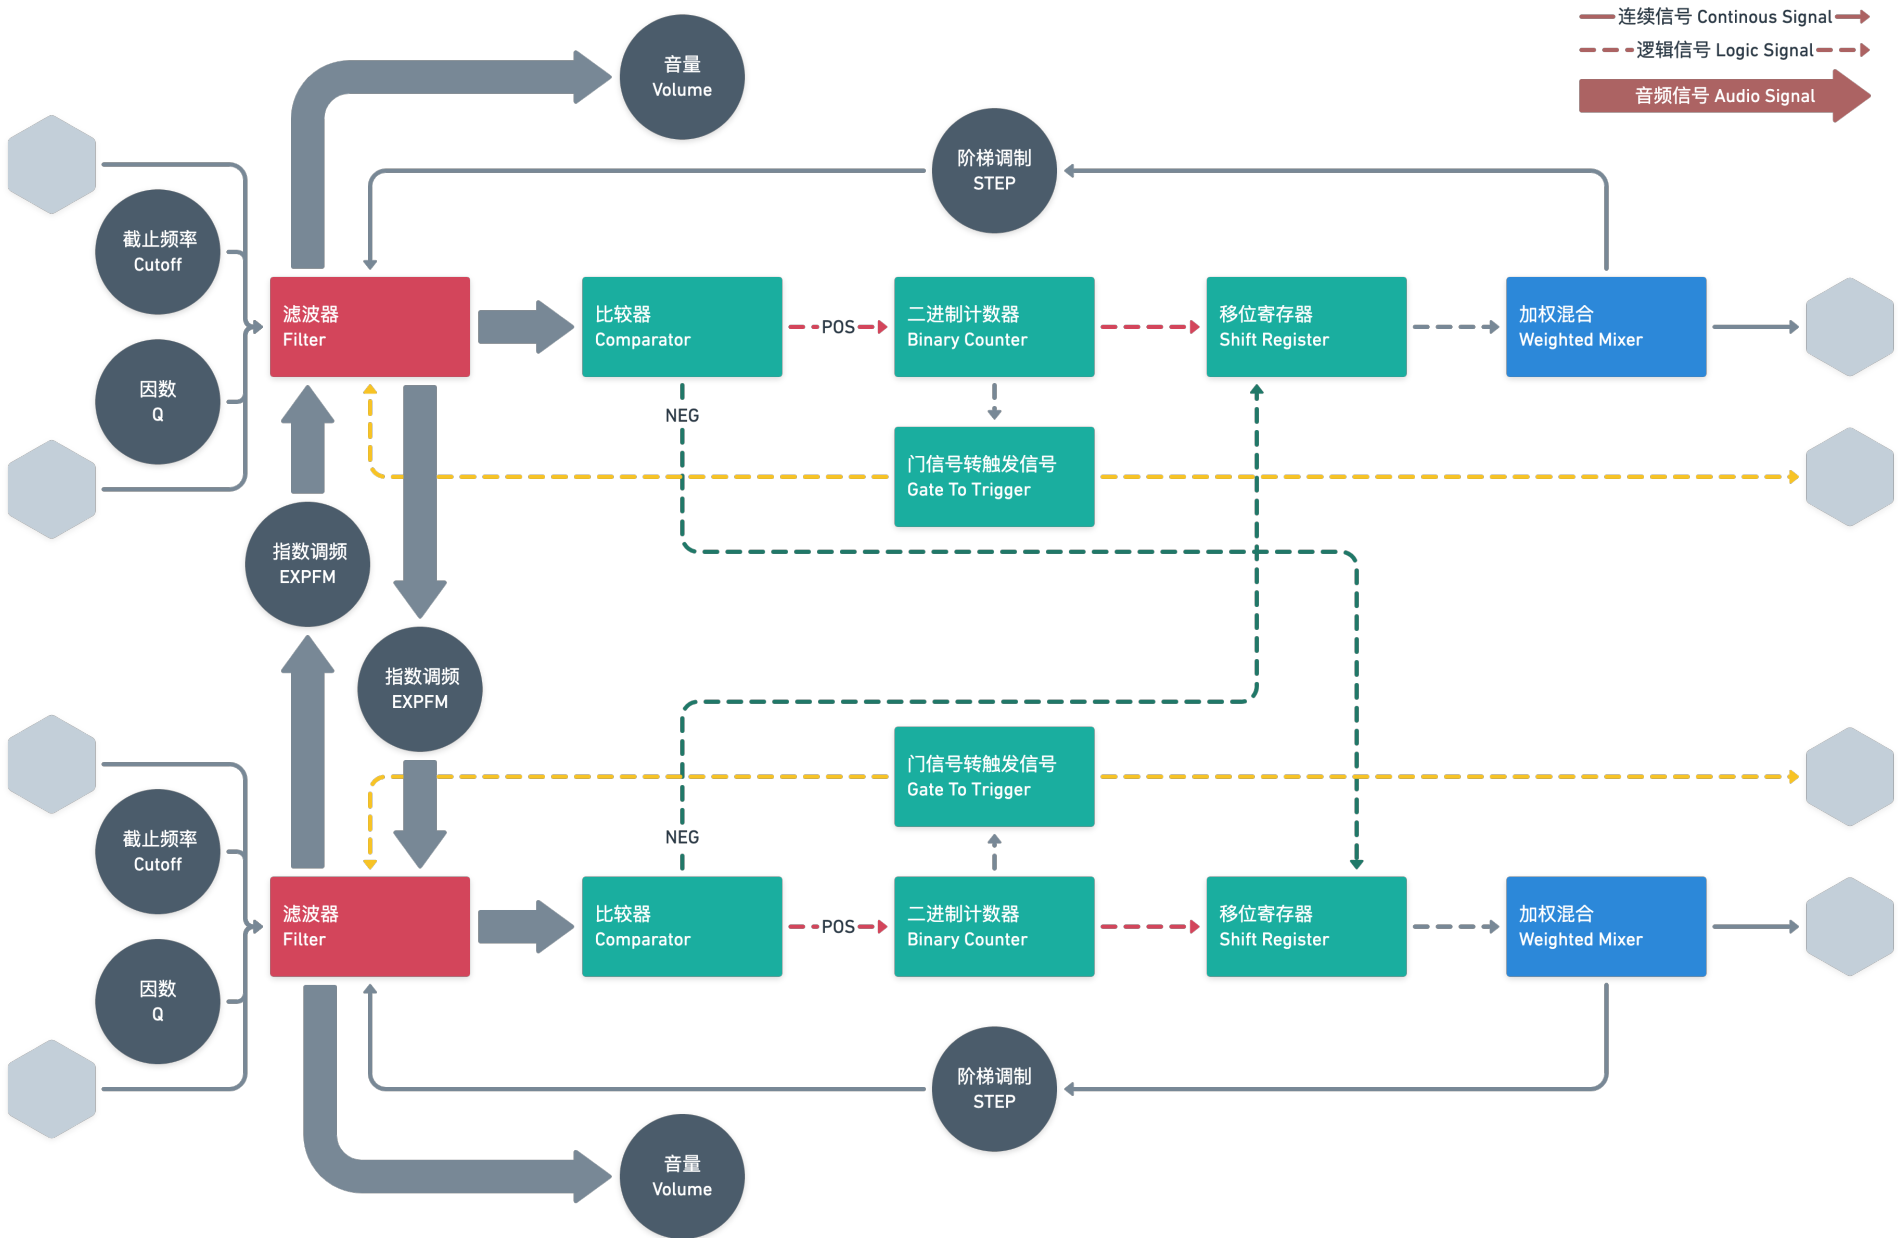 连续信号 Continous Signal
逻辑信号 Logic Signal
音频信号 Audio Signal
音量
Volume
阶梯调制
STEP
截止频率
Cutoff
滤波器
Filter
比较器
Comparator
POS
二进制计数器
Binary Counter
移位寄存器
Shift Register
加权混合
Weighted Mixer
因数
Q
NEG
门信号转触发信号
Gate To Trigger
指数调频
EXPFM
指数调频
EXPFM
门信号转触发信号
Gate To Trigger
截止频率
Cutoff
NEG
滤波器
Filter
比较器
Comparator
POS
二进制计数器
Binary Counter
移位寄存器
Shift Register
加权混合
Weighted Mixer
因数
Q
阶梯调制
STEP
音量
Volume